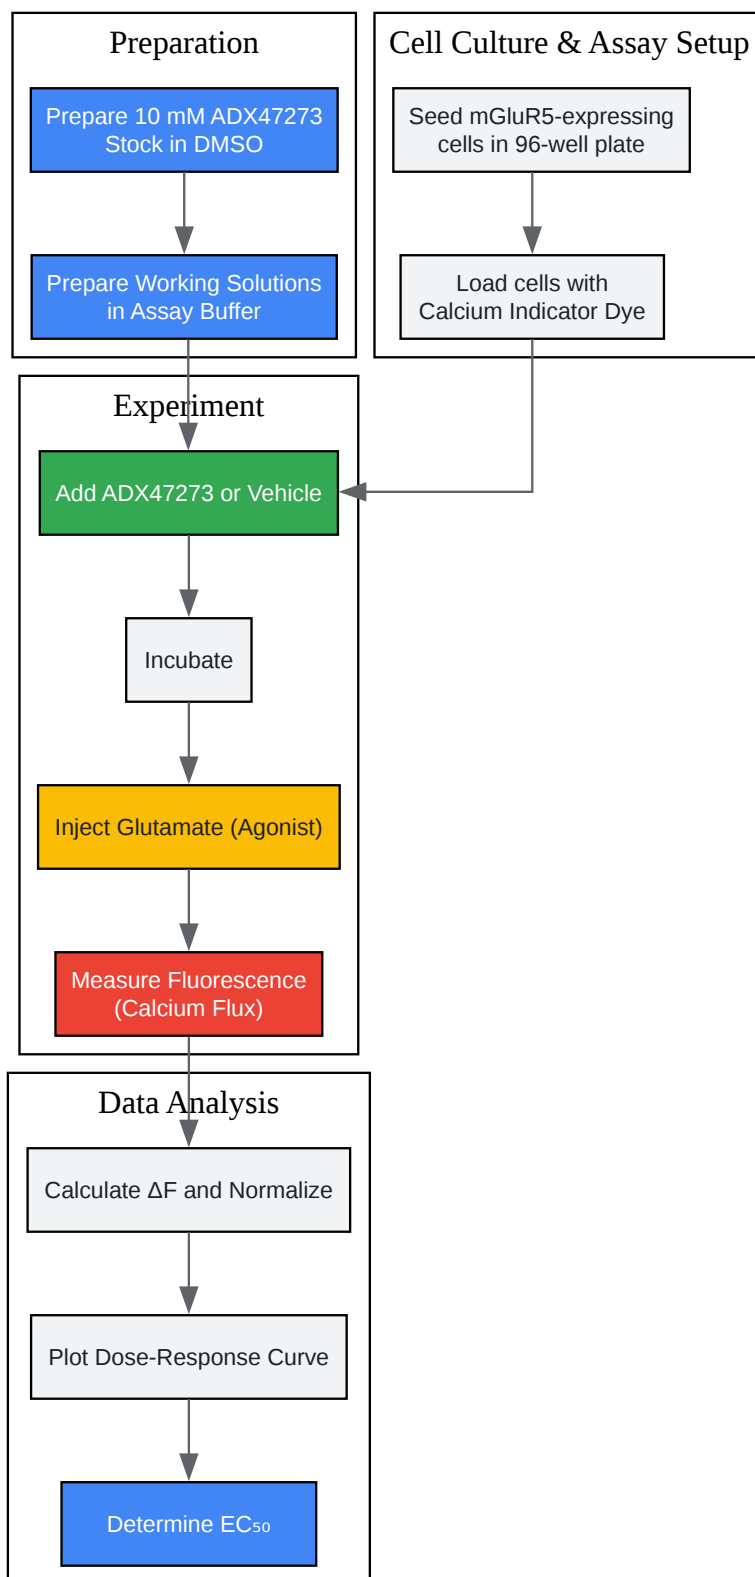 Preparation
Prepare 10 mM ADX47273
Stock in DMSO
Prepare Working Solutions
in Assay Buffer
Cell Culture & Assay Setup
Seed mGluR5-expressing
cells in 96-well plate
Load cells with
Calcium Indicator Dye
Experiment
Add ADX47273 or Vehicle
Incubate
Inject Glutamate (Agonist)
Measure Fluorescence
(Calcium Flux)
Data Analysis
Calculate ΔF and Normalize
Plot Dose-Response Curve
Determine EC₅₀